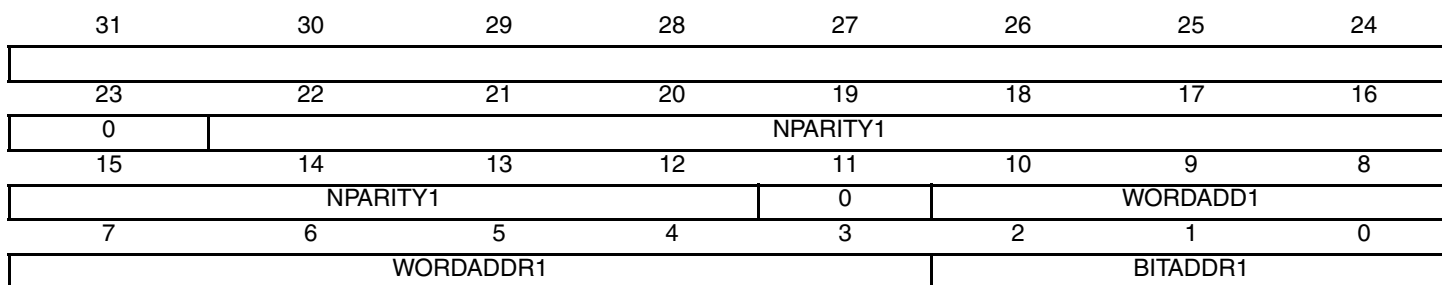 31 30 29 28 27 26 25 24
23 22 21 20 19 18 17 16
0 NPARITY1
15 14 13 12 11 10 9 8
NPARITY1 0 WORDADD1
7 6 5 4 3 2 1 0
WORDADDR1 BITADDR1